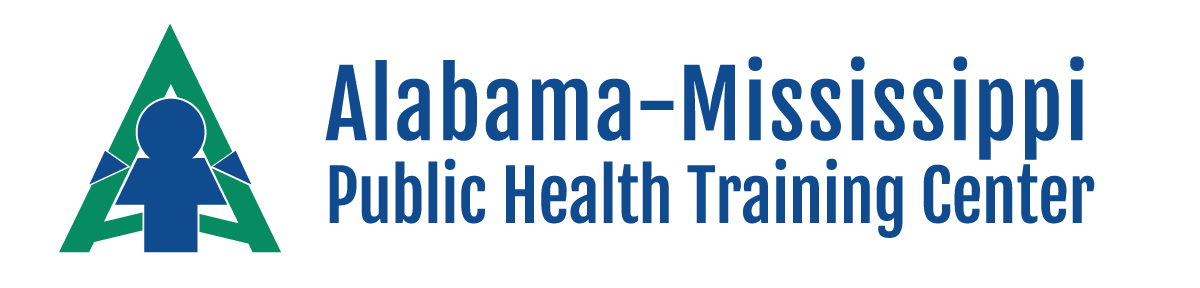 Alabama–Mississippi
Public Health Training Center